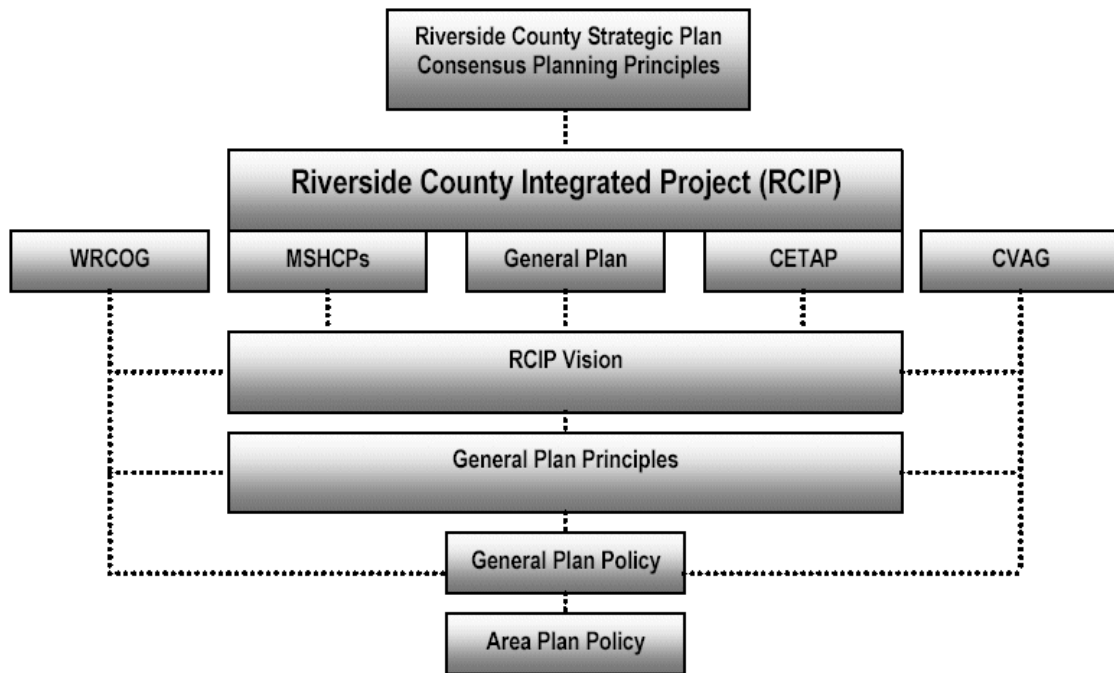 Riverside County Strategic Plan
Consensus Planning Principles
Riverside County Integrated Project (RCIP)
WRCOG
MSHCPs
General Plan
CETAP
CVAG
RCIP Vision
General Plan Principles
General Plan Policy
Area Plan Policy